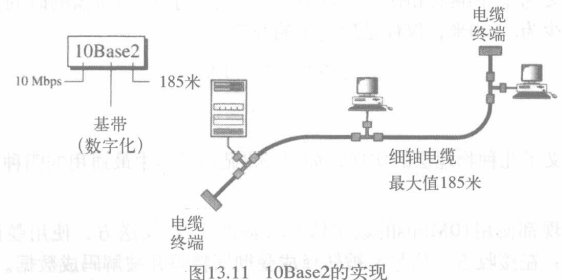 10Base2
10 Mbps
185米
基带
(数字化)
电缆
终端
细轴电缆
最大值185米
电缆
终端
图13.11 10Base2的实现